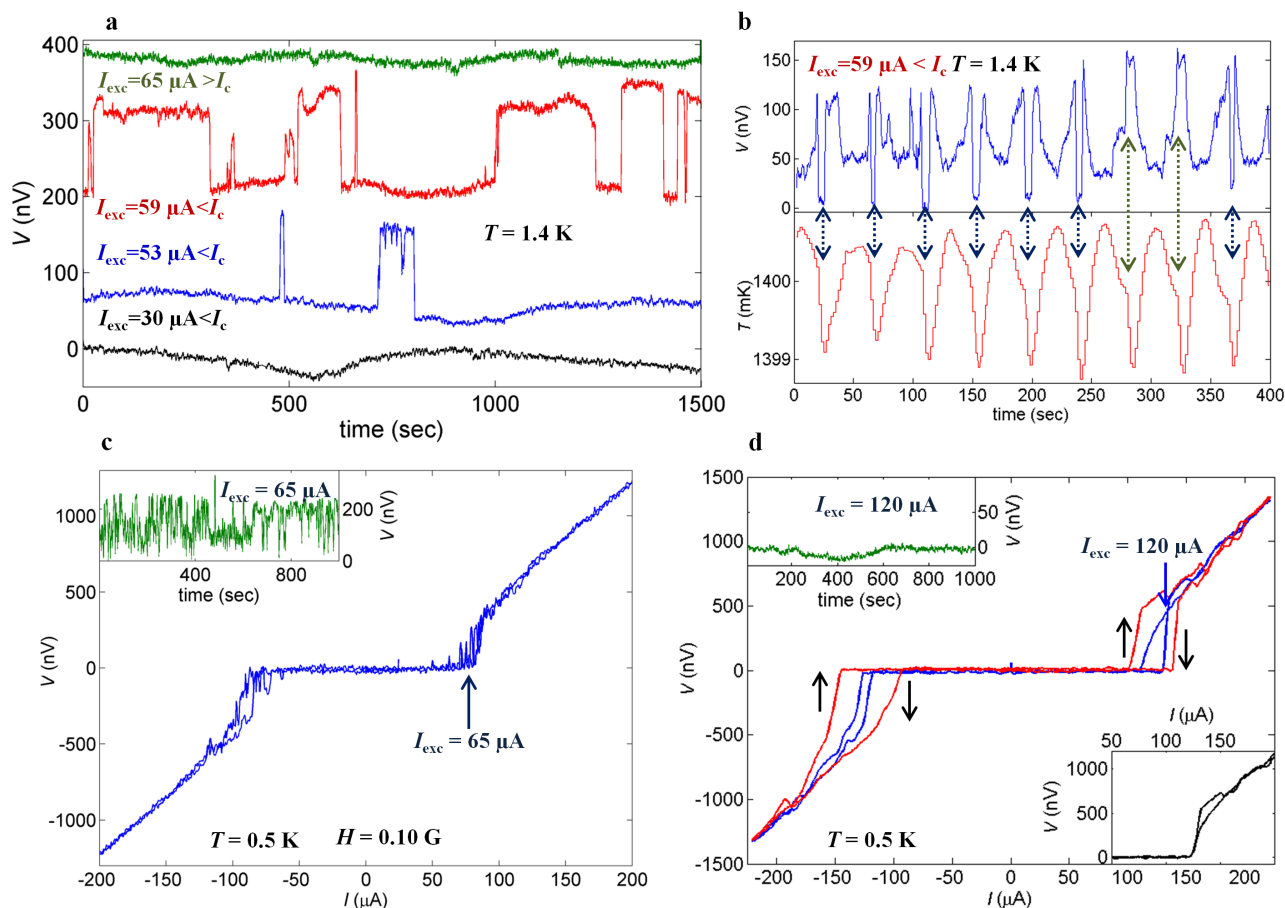 a
V (nV)
400
300
200
100
0
I_exc=65 μA >I_c
I_exc=59 μA<I_c
I_exc=53 μA<I_c
I_exc=30 μA<I_c
T = 1.4 K
0 500 1000 1500
time (sec)
b
V (nV)
150
100
50
0
I_exc=59 μA < I_c T = 1.4 K
T (mK)
1400
1399
0 50 100 150 200 250 300 350 400
time (sec)
c
V (nV)
1000
500
0
-500
-1000
I_exc = 65 μA
200
0
V (nV)
400 800
time (sec)
I_exc = 65 μA
T = 0.5 K H = 0.10 G
-200 -150 -100 -50 0 50 100 150 200
I (μA)
d
V (nV)
1500
1000
500
0
-500
-1000
-1500
I_exc = 120 μA
50
0
V (nV)
200 400 600 800 1000
time (sec)
I_exc = 120 μA
T = 0.5 K
I (μA)
50 100 150
V (nV)
1000
500
0
-200 -150 -100 -50 0 50 100 150 200
I (μA)